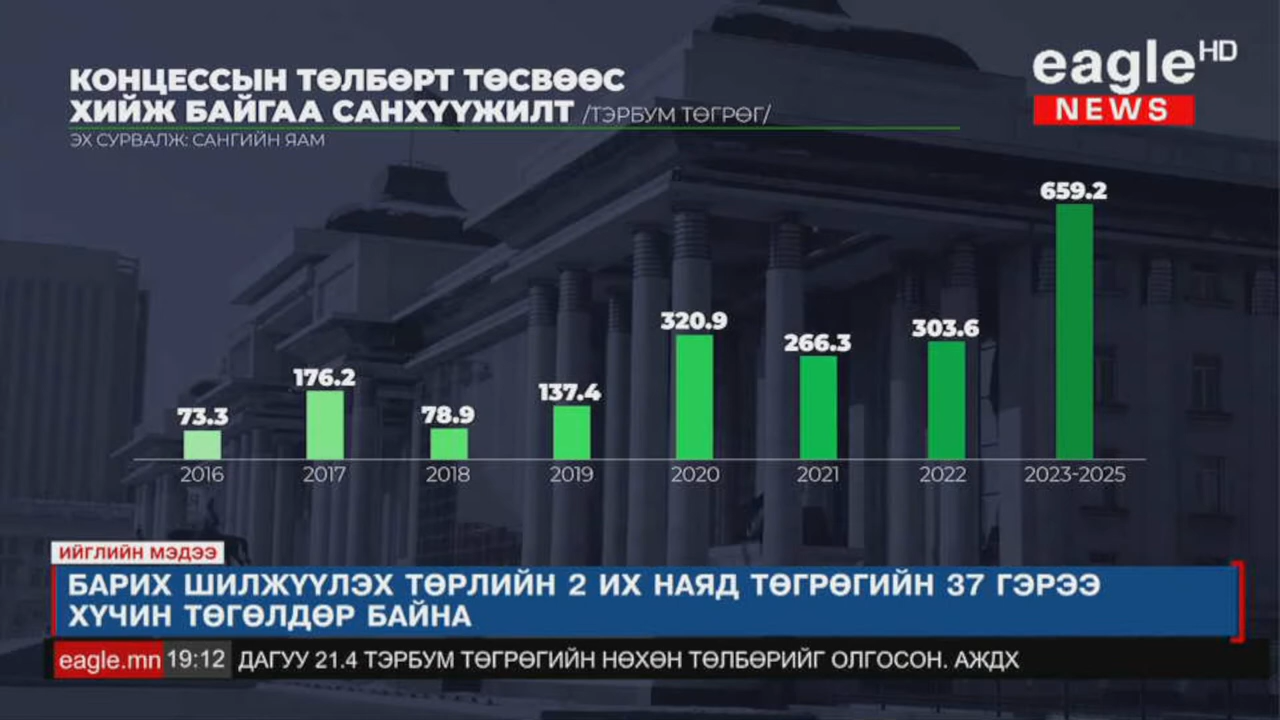 КОНЦЕССЫН ТӨЛБӨРТ ТӨСВӨӨС
ХИЙЖ БАЙГАА САНХҮҮЖИЛТ /ТЭРБУМ ТӨГРӨГ/
ЭХ СУРВАЛЖ: САНГИЙН ЯАМ
eagle HD
NEWS
73.3 176.2 78.9 137.4 320.9 266.3 303.6 659.2
2016 2017 2018 2019 2020 2021 2022 2023-2025
ИЙГЛИЙН МЭДЭЭ
БАРИХ ШИЛЖҮҮЛЭХ ТӨРЛИЙН 2 ИХ НАЯД ТӨГРӨГИЙН 37 ГЭРЭЭ
ХҮЧИН ТӨГӨЛДӨР БАЙНА
eagle.mn 19:12 ДАГУУ 21.4 ТЭРБУМ ТӨГРӨГИЙН НӨХӨН ТӨЛБӨРИЙГ ОЛГОСОН. АЖДХ